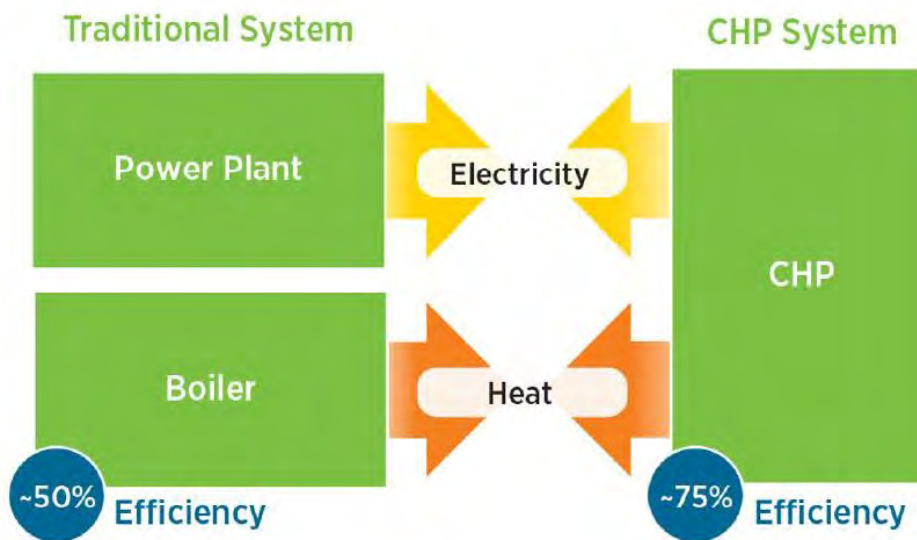 Traditional System
CHP System
Power Plant
Electricity
CHP
Boiler
Heat
~50% Efficiency
~75% Efficiency